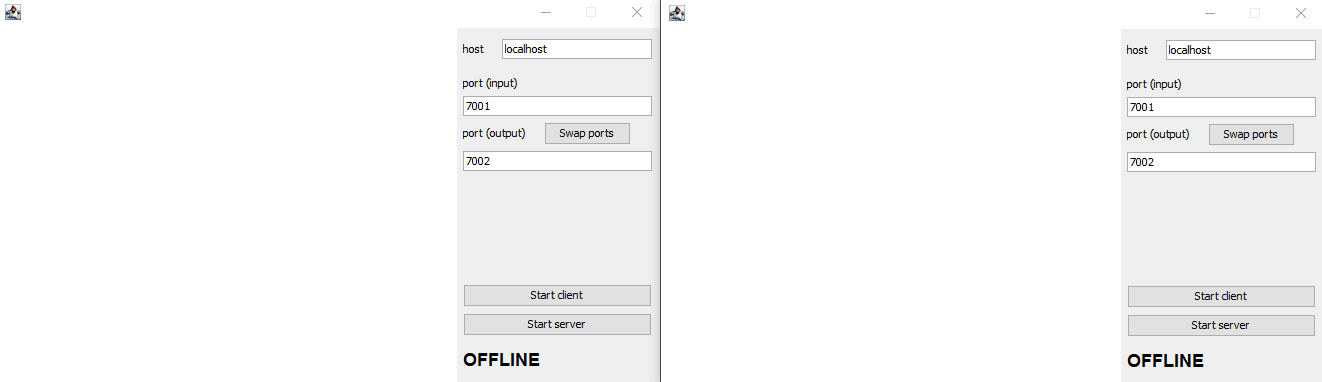 host localhost
port (input)
7001
port (output) Swap ports
7002
Start client
Start server
OFFLINE
host localhost
port (input)
7001
port (output) Swap ports
7002
Start client
Start server
OFFLINE